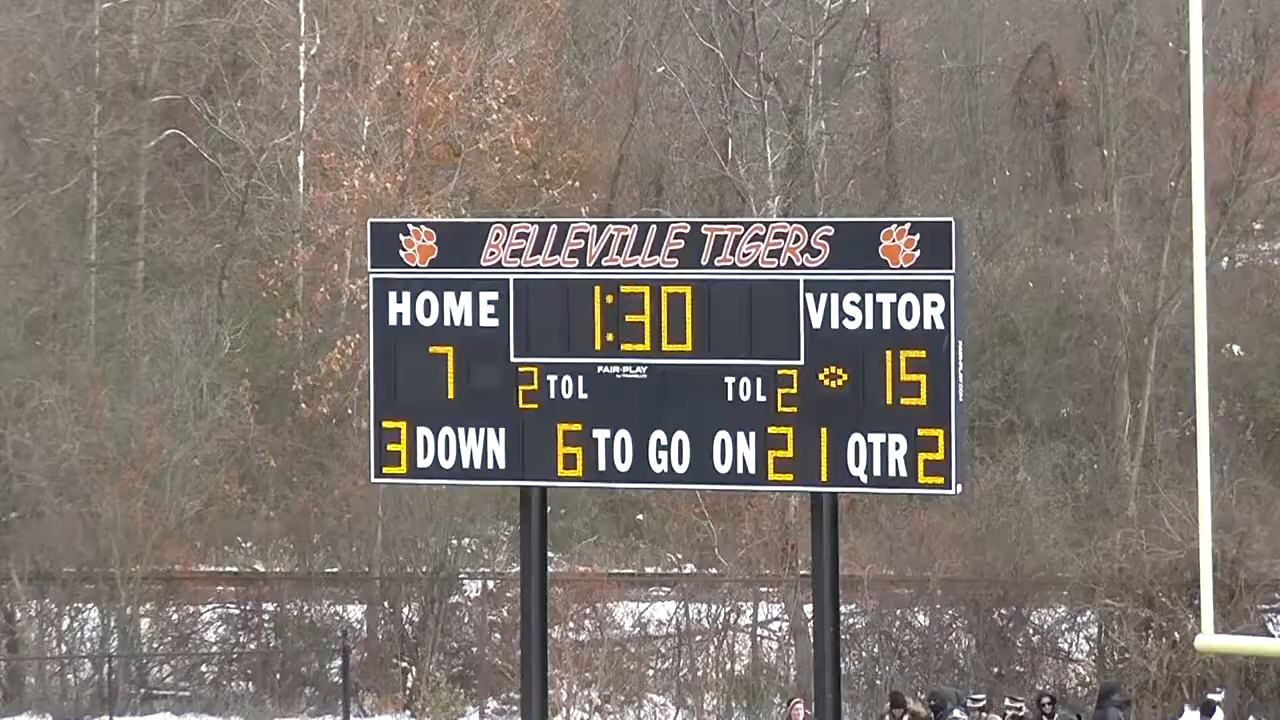 BELLEVILLE TIGERS
HOME 1:30 VISITOR
7 15
FAIR-PLAY
2 TOL TOL 2
3 DOWN 6 TO GO ON 21 QTR 2